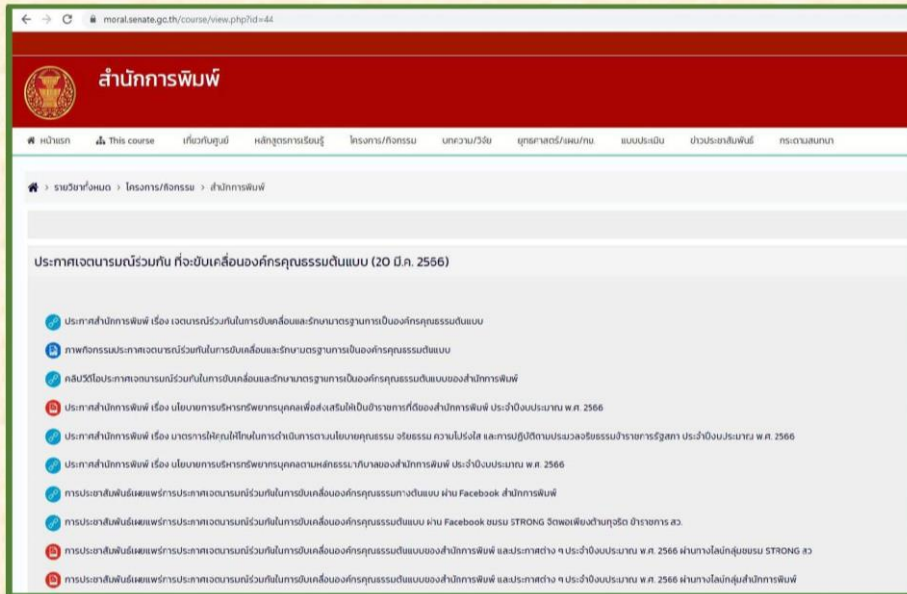 moral.senate.go.th/course/view.php?id=44
สำนักการพิมพ์
หน้าแรก This course เกี่ยวกับศูนย์ หลักสูตรการเรียนรู้ โครงการ/กิจกรรม บทความ/วิจัย ยุทธศาสตร์/แผน/กม. แบบประเมิน ข่าวประชาสัมพันธ์ กระดานสนทนา
> รายวิชาทั้งหมด > โครงการ/กิจกรรม > สำนักการพิมพ์
ประกาศเจตนารมณ์ร่วมกัน ที่จะขับเคลื่อนองค์กรคุณธรรมต้นแบบ (20 มี.ค. 2566)
ประกาศสำนักการพิมพ์ เรื่อง เจตนารมณ์ร่วมกันในการขับเคลื่อนและรักษามาตรฐานการเป็นองค์กรคุณธรรมต้นแบบ
ภาพกิจกรรมประกาศเจตนารมณ์ร่วมกันในการขับเคลื่อนและรักษามาตรฐานการเป็นองค์กรคุณธรรมต้นแบบ
คลิปวิดีโอประกาศเจตนารมณ์ร่วมกันในการขับเคลื่อนและรักษามาตรฐานการเป็นองค์กรคุณธรรมต้นแบบของสำนักการพิมพ์
ประกาศสำนักการพิมพ์ เรื่อง นโยบายการบริหารทรัพยากรบุคคลเพื่อส่งเสริมให้เป็นข้าราชการที่ดีของสำนักการพิมพ์ ประจำปีงบประมาณ พ.ศ. 2566
ประกาศสำนักการพิมพ์ เรื่อง มาตรการให้คุณให้โทษในการดำเนินการตามนโยบายคุณธรรม จริยธรรม ความโปร่งใส และการปฏิบัติตามประมวลจริยธรรมข้าราชการรัฐสภา ประจำปีงบประมาณ พ.ศ. 2566
ประกาศสำนักการพิมพ์ เรื่อง นโยบายการบริหารทรัพยากรบุคคลตามหลักธรรมาภิบาลของสำนักการพิมพ์ ประจำปีงบประมาณ พ.ศ. 2566
การประชาสัมพันธ์เผยแพร่การประกาศเจตนารมณ์ร่วมกันในการขับเคลื่อนองค์กรคุณธรรมทางต้นแบบ ผ่าน Facebook สำนักการพิมพ์
การประชาสัมพันธ์เผยแพร่การประกาศเจตนารมณ์ร่วมกันในการขับเคลื่อนองค์กรคุณธรรมต้นแบบ ผ่าน Facebook ชมรม STRONG จิตพอเพียงต้านทุจริต ข้าราชการ สว.
การประชาสัมพันธ์เผยแพร่การประกาศเจตนารมณ์ร่วมกันในการขับเคลื่อนองค์กรคุณธรรมต้นแบบของสำนักการพิมพ์ และประกาศต่าง ๆ ประจำปีงบประมาณ พ.ศ. 2566 ผ่านทางไลน์กลุ่มชมรม STRONG สว
การประชาสัมพันธ์เผยแพร่การประกาศเจตนารมณ์ร่วมกันในการขับเคลื่อนองค์กรคุณธรรมต้นแบบของสำนักการพิมพ์ และประกาศต่าง ๆ ประจำปีงบประมาณ พ.ศ. 2566 ผ่านทางไลน์กลุ่มสำนักการพิมพ์